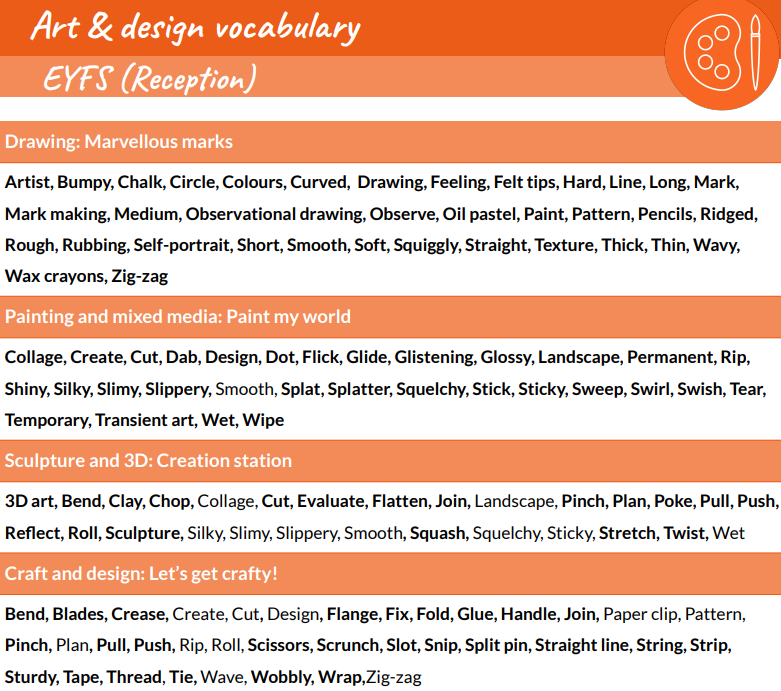 Art & design vocabulary
EYFS (Reception)
Drawing: Marvellous marks
Artist, Bumpy, Chalk, Circle, Colours, Curved,  Drawing, Feeling, Felt tips, Hard, Line, Long, Mark,
Mark making, Medium, Observational drawing, Observe, Oil pastel, Paint, Pattern, Pencils, Ridged,
Rough, Rubbing, Self-portrait, Short, Smooth, Soft, Squiggly, Straight, Texture, Thick, Thin, Wavy,
Wax crayons, Zig-zag
Painting and mixed media: Paint my world
Collage, Create, Cut, Dab, Design, Dot, Flick, Glide, Glistening, Glossy, Landscape, Permanent, Rip,
Shiny, Silky, Slimy, Slippery, Smooth, Splat, Splatter, Squelchy, Stick, Sticky, Sweep, Swirl, Swish, Tear,
Temporary, Transient art, Wet, Wipe
Sculpture and 3D: Creation station
3D art, Bend, Clay, Chop, Collage, Cut, Evaluate, Flatten, Join, Landscape, Pinch, Plan, Poke, Pull, Push,
Reflect, Roll, Sculpture, Silky, Slimy, Slippery, Smooth, Squash, Squelchy, Sticky, Stretch, Twist, Wet
Craft and design: Let’s get crafty!
Bend, Blades, Crease, Create, Cut, Design, Flange, Fix, Fold, Glue, Handle, Join, Paper clip, Pattern,
Pinch, Plan, Pull, Push, Rip, Roll, Scissors, Scrunch, Slot, Snip, Split pin, Straight line, String, Strip,
Sturdy, Tape, Thread, Tie, Wave, Wobbly, Wrap,Zig-zag